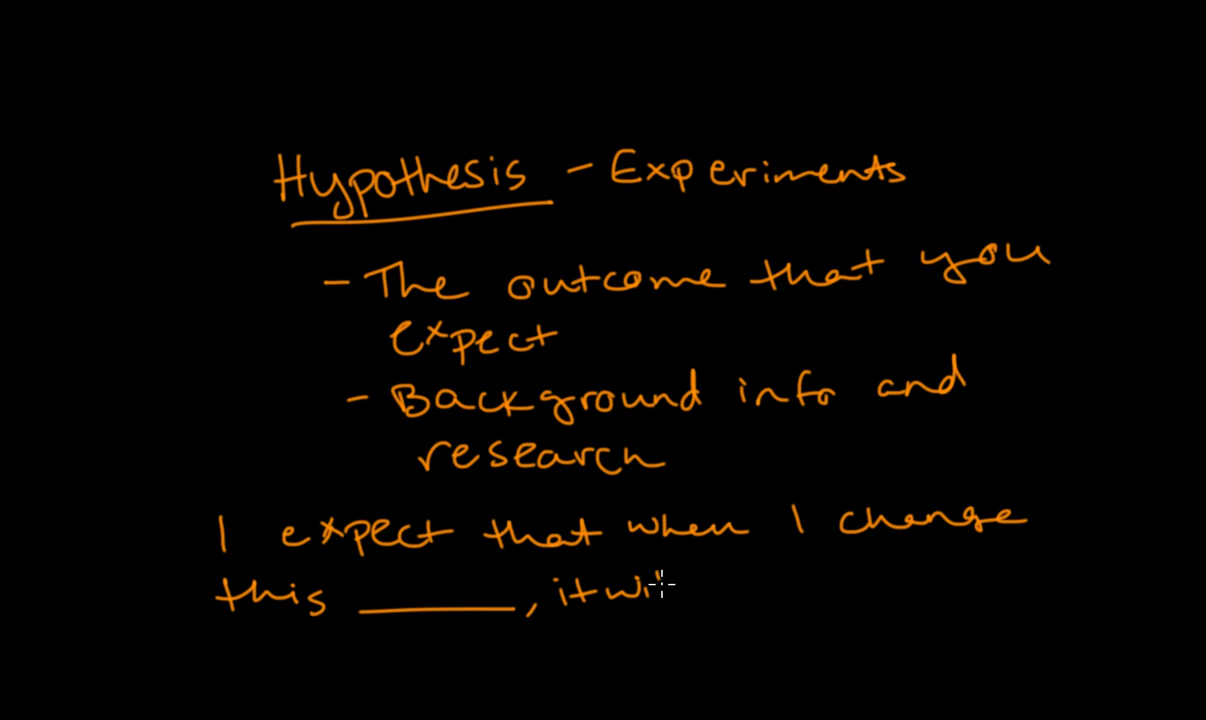 Hypothesis - Experiments
- The outcome that you
expect
- Background info and
research
I expect that when I change
this ______, it wi